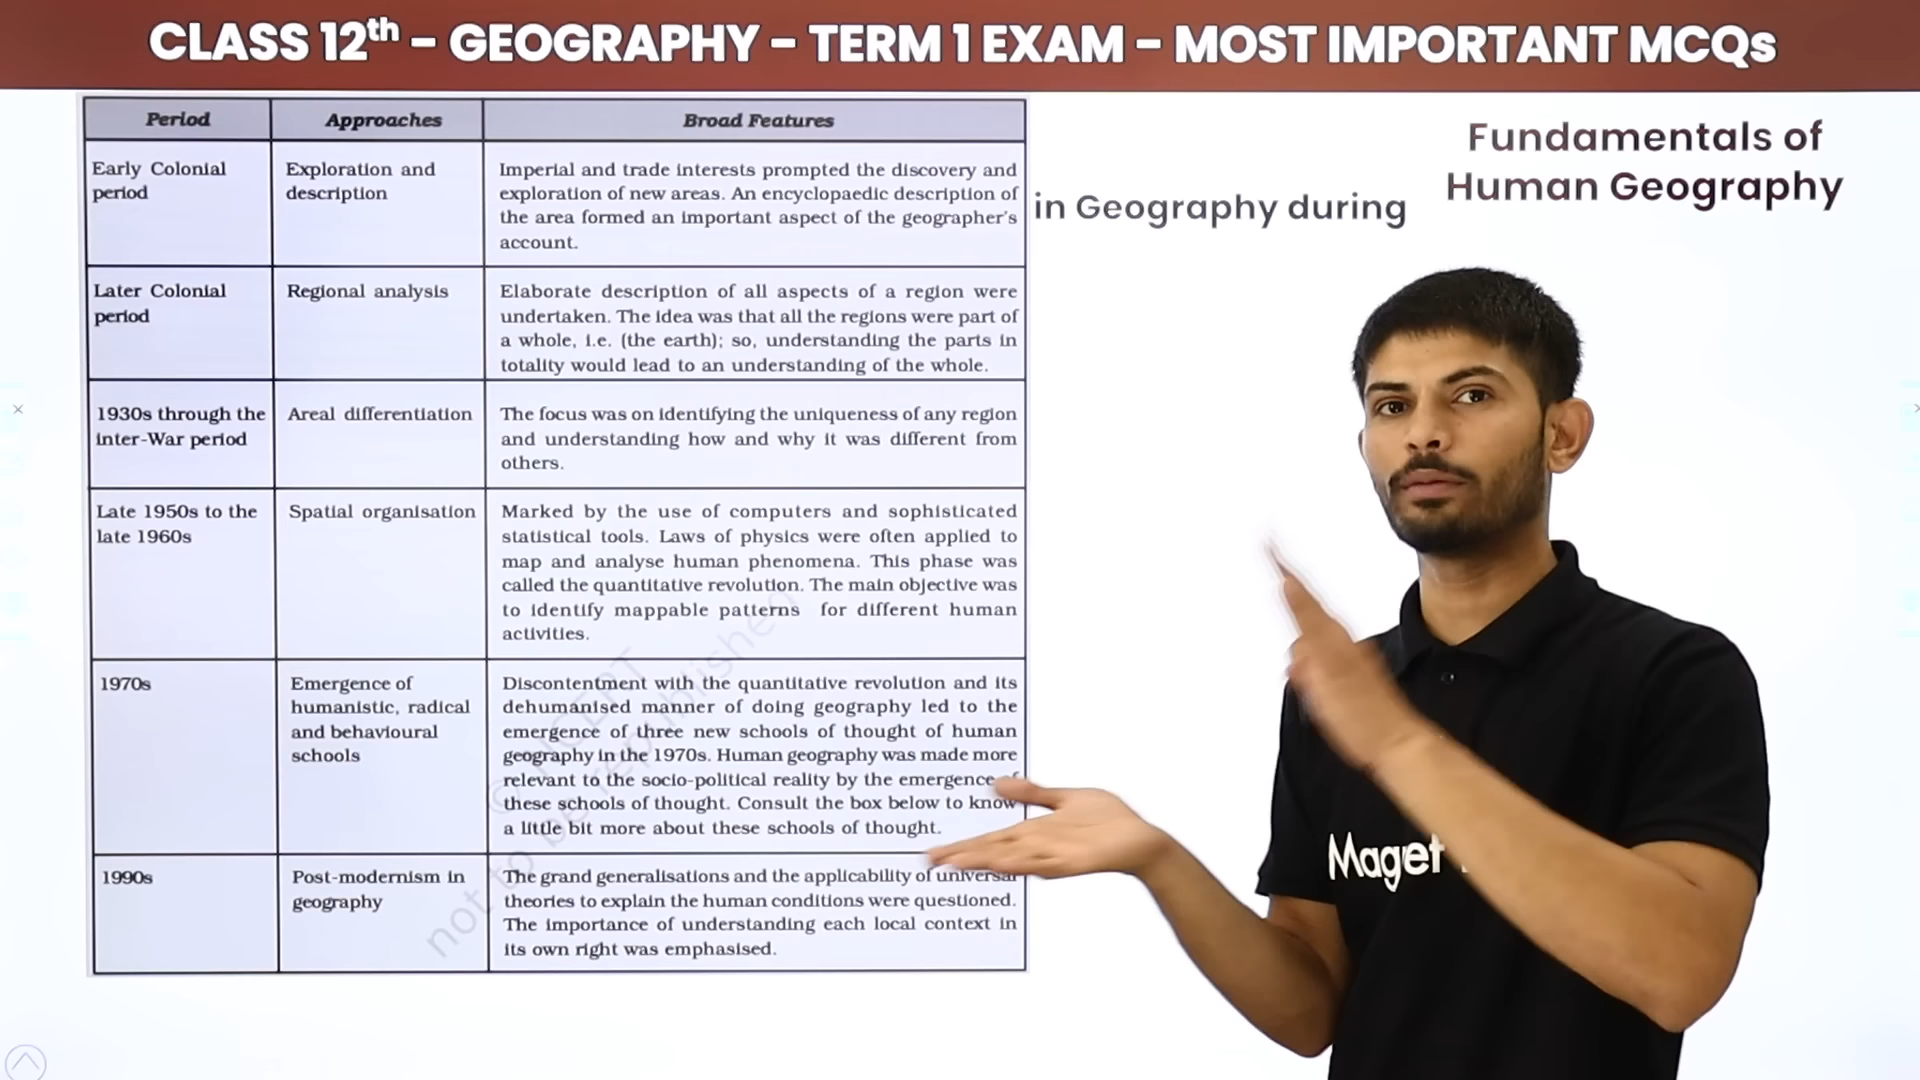 CLASS 12th – GEOGRAPHY – TERM 1 EXAM – MOST IMPORTANT MCQs
Period Approaches Broad Features
Early Colonial period
Exploration and description
Imperial and trade interests prompted the discovery and
exploration of new areas. An encyclopaedic description of
the area formed an important aspect of the geographer's
account.
Later Colonial period
Regional analysis
Elaborate description of all aspects of a region were
undertaken. The idea was that all the regions were part of
a whole, i.e. (the earth); so, understanding the parts in
totality would lead to an understanding of the whole.
1930s through the
inter-War period
Areal differentiation
The focus was on identifying the uniqueness of any region
and understanding how and why it was different from
others.
Late 1950s to the
late 1960s
Spatial organisation
Marked by the use of computers and sophisticated
statistical tools. Laws of physics were often applied to
map and analyse human phenomena. This phase was
called the quantitative revolution. The main objective was
to identify mappable patterns for different human
activities.
1970s
Emergence of
humanistic, radical
and behavioural
schools
Discontentment with the quantitative revolution and its
dehumanised manner of doing geography led to the
emergence of three new schools of thought of human
geography in the 1970s. Human geography was made more
relevant to the socio-political reality by the emergence of
these schools of thought. Consult the box below to know
a little bit more about these schools of thought.
1990s
Post-modernism in
geography
The grand generalisations and the applicability of universal
theories to explain the human conditions were questioned.
The importance of understanding each local context in
its own right was emphasised.
© NCERT
not to be republished
in Geography during
Fundamentals of
Human Geography
Magnet